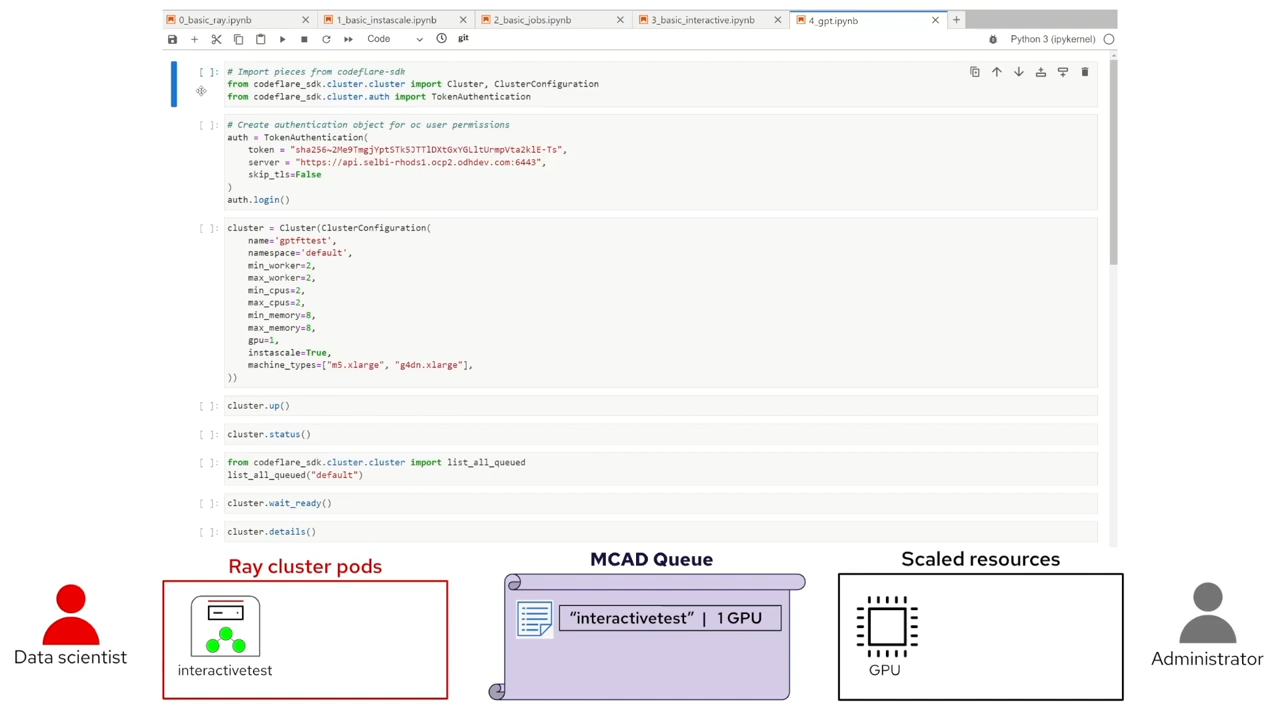 0_basic_ray.ipynb
1_basic_instascale.ipynb
2_basic_jobs.ipynb
3_basic_interactive.ipynb
4_gpt.ipynb
Code
git
Python 3 (ipykernel)
[ ]:
# Import pieces from codeflare-sdk
from codeflare_sdk.cluster.cluster import Cluster, ClusterConfiguration
from codeflare_sdk.cluster.auth import TokenAuthentication
[ ]:
# Create authentication object for oc user permissions
auth = TokenAuthentication(
token = "sha256~2Me9TmgjYptSTk5JTTlDXtGxYGLltUrmpVta2klE-Ts",
server = "https://api.selbi-rhods1.ocp2.odhdev.com:6443",
skip_tls=False
)
auth.login()
[ ]:
cluster = Cluster(ClusterConfiguration(
name='gptfttest',
namespace='default',
min_worker=2,
max_worker=2,
min_cpus=2,
max_cpus=2,
min_memory=8,
max_memory=8,
gpu=1,
instascale=True,
machine_types=["m5.xlarge", "g4dn.xlarge"],
))
[ ]:
cluster.up()
[ ]:
cluster.status()
[ ]:
from codeflare_sdk.cluster.cluster import list_all_queued
list_all_queued("default")
[ ]:
cluster.wait_ready()
[ ]:
cluster.details()
Data scientist
Ray cluster pods
interactivetest
MCAD Queue
"interactivetest" | 1 GPU
Scaled resources
GPU
Administrator